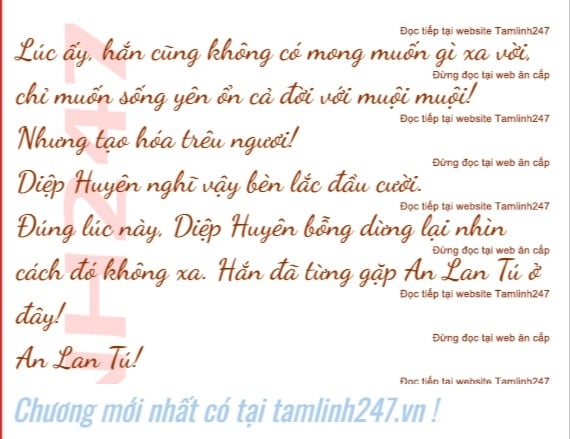 Đọc tiếp tại website Tamlinh247
Lúc ấy, hắn cũng không có mong muốn gì xa vời,
Đừng đọc tại web ăn cắp
chỉ muốn sống yên ổn cả đời với muội muội!
Đọc tiếp tại website Tamlinh247
Nhưng tạo hóa trêu ngươi!
Đừng đọc tại web ăn cắp
Diệp Huyên nghĩ vậy bèn lắc đầu cười.
Đọc tiếp tại website Tamlinh247
Đúng lúc này, Diệp Huyên bỗng dừng lại nhìn
Đừng đọc tại web ăn cắp
cách đó không xa. Hắn đã từng gặp An Lan Tú ở
Đọc tiếp tại website Tamlinh247
đây!
Đừng đọc tại web ăn cắp
An Lan Tú!
Đọc tiếp tại website Tamlinh247
Chương mới nhất có tại tamlinh247.vn !
NH247